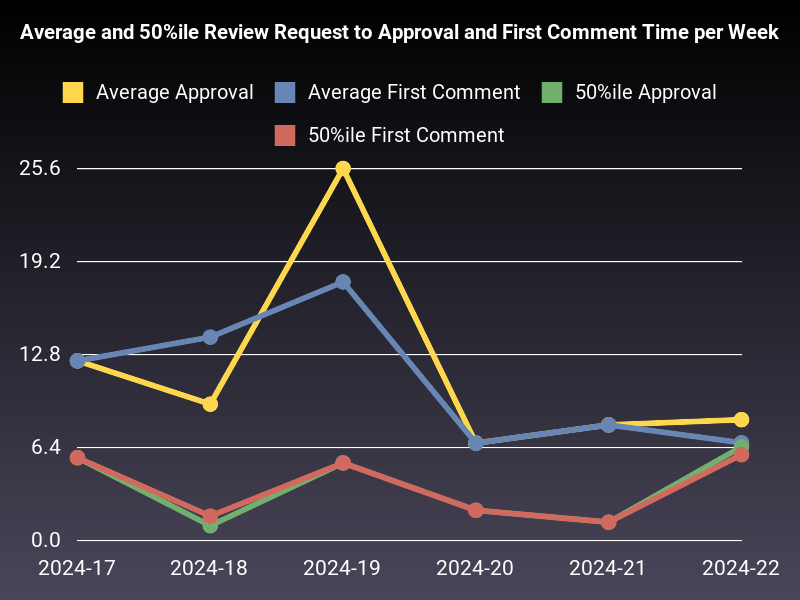 Average and 50%ile Review Request to Approval and First Comment Time per Week
Average Approval Average First Comment 50%ile Approval
50%ile First Comment
25.6
19.2
12.8
6.4
0.0
2024-17 2024-18 2024-19 2024-20 2024-21 2024-22